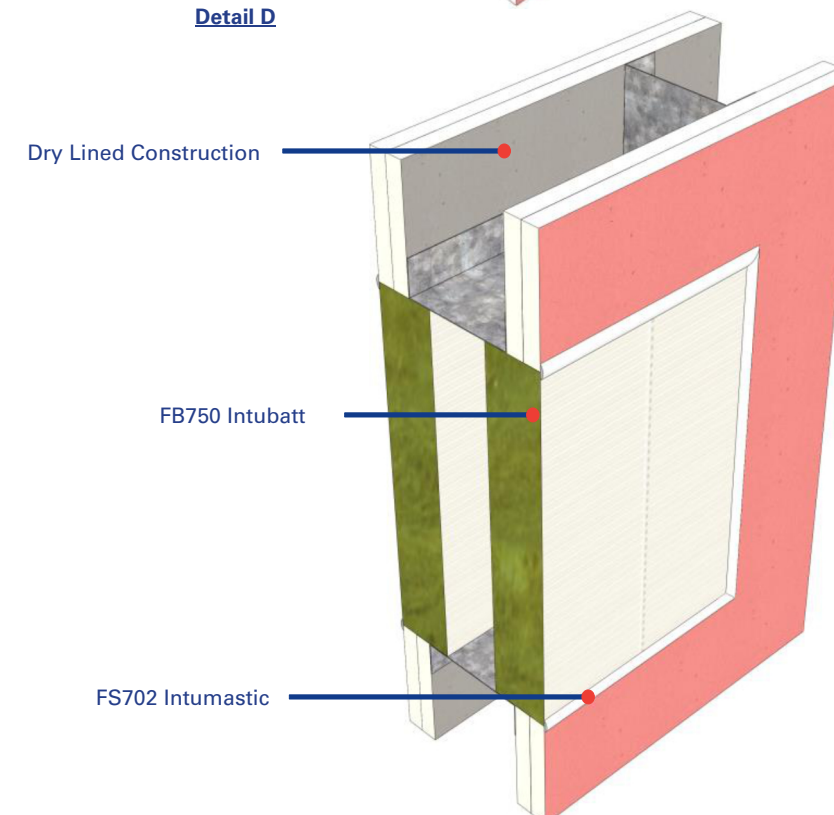 Detail D
Dry Lined Construction
FB750 Intubatt
FS702 Intumastic